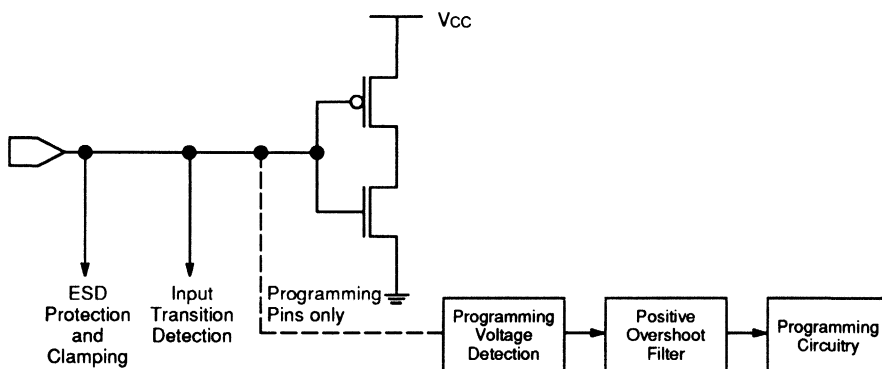 VCC
ESD
Protection
and
Clamping
Input
Transition
Detection
Programming
Pins only
Programming
Voltage
Detection
Positive
Overshoot
Filter
Programming
Circuitry